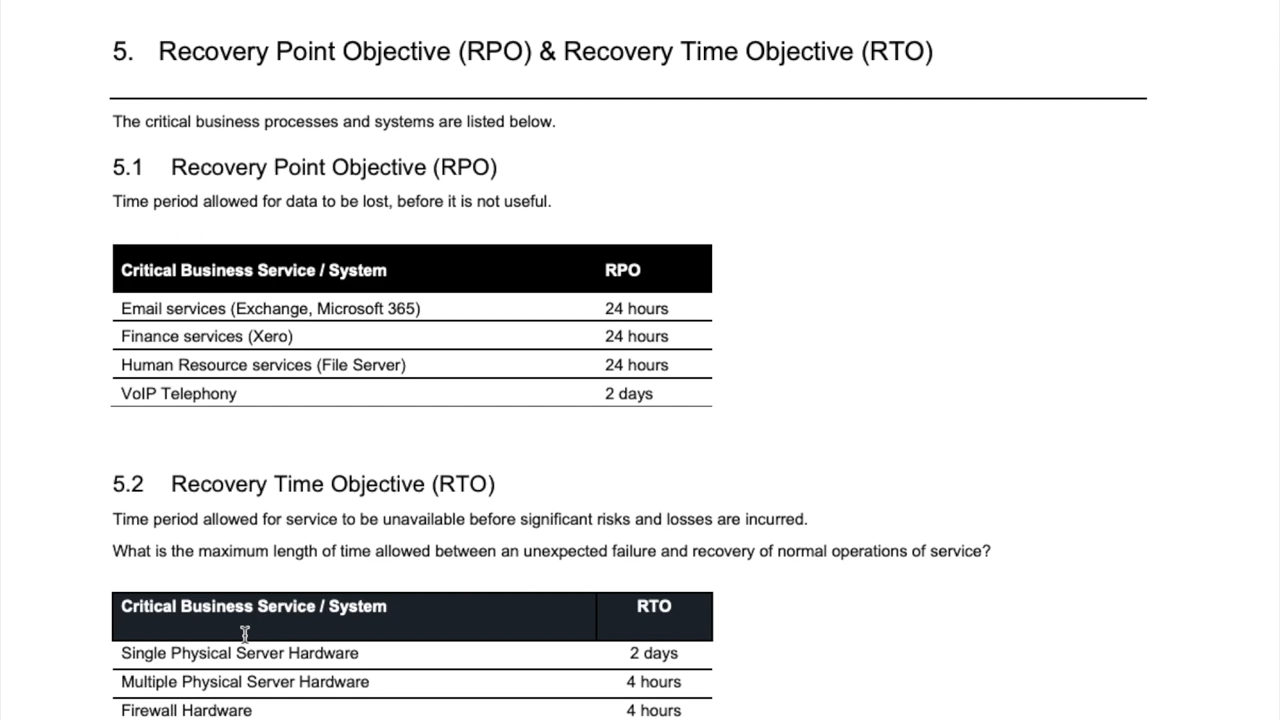 5. Recovery Point Objective (RPO) & Recovery Time Objective (RTO)
The critical business processes and systems are listed below.
5.1 Recovery Point Objective (RPO)
Time period allowed for data to be lost, before it is not useful.
Critical Business Service / System RPO
Email services (Exchange, Microsoft 365) 24 hours
Finance services (Xero) 24 hours
Human Resource services (File Server) 24 hours
VoIP Telephony 2 days
5.2 Recovery Time Objective (RTO)
Time period allowed for service to be unavailable before significant risks and losses are incurred.
What is the maximum length of time allowed between an unexpected failure and recovery of normal operations of service?
Critical Business Service / System RTO
Single Physical Server Hardware 2 days
Multiple Physical Server Hardware 4 hours
Firewall Hardware 4 hours